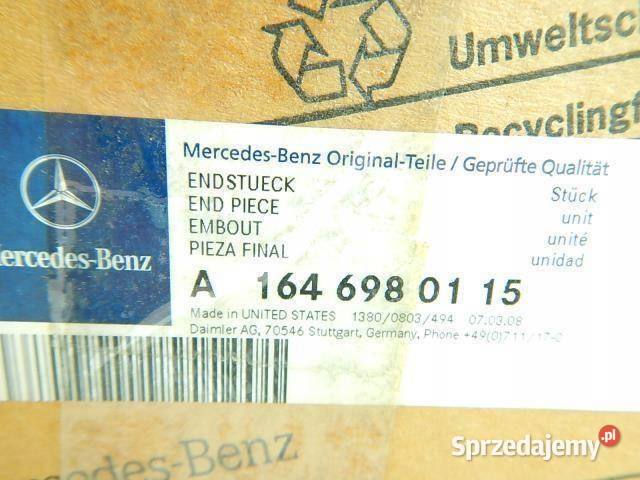 Umweltsc
Recyclingf
Mercedes-Benz Original-Teile / Geprüfte Qualität
ENDSTUECK
Stück
END PIECE
unit
EMBOUT
unité
PIEZA FINAL
unidad
Mercedes-Benz
A 164 698 01 15
Made in UNITED STATES 1380/0803/494 07.03.08
Daimler AG, 70546 Stuttgart, Germany, Phone +49(0)711/17-0
Mercedes-Benz
Sprzedajemy.pl